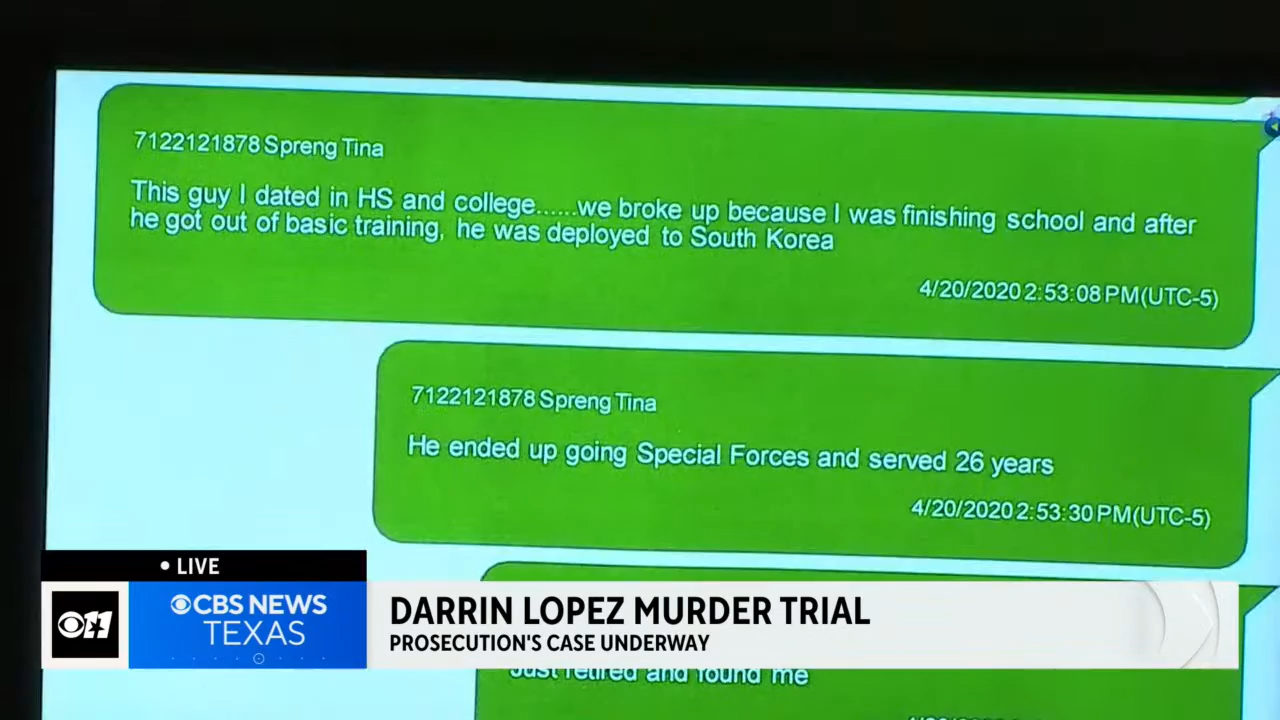 7122121878 Spreng Tina
This guy I dated in HS and college......we broke up because I was finishing school and after
he got out of basic training, he was deployed to South Korea
4/20/2020 2:53:08 PM(UTC-5)
7122121878 Spreng Tina
He ended up going Special Forces and served 26 years
4/20/2020 2:53:30 PM(UTC-5)
• LIVE
11
CBS NEWS
TEXAS
DARRIN LOPEZ MURDER TRIAL
PROSECUTION'S CASE UNDERWAY
Just retired and found me